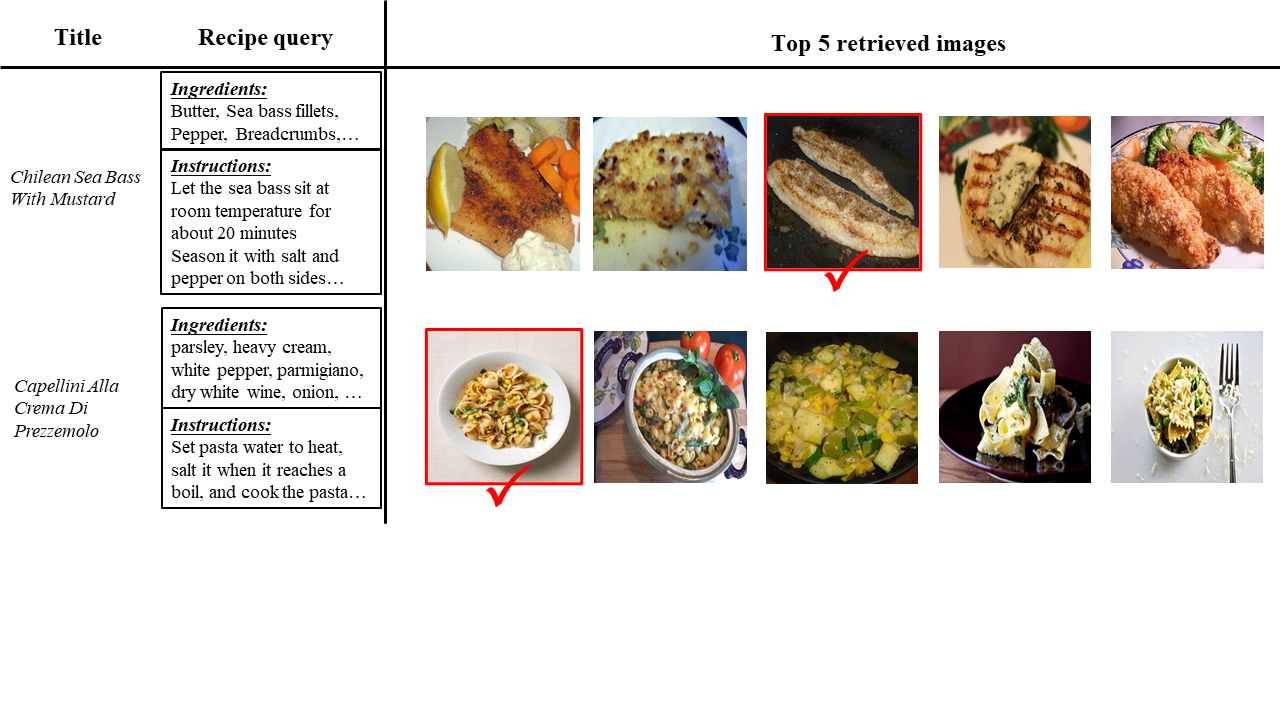 Title
Recipe query
Top 5 retrieved images
Chilean Sea Bass
With Mustard
Ingredients:
Butter, Sea bass fillets,
Pepper, Breadcrumbs,…
Instructions:
Let the sea bass sit at
room temperature for
about 20 minutes
Season it with salt and
pepper on both sides…
Capellini Alla
Crema Di
Prezzemolo
Ingredients:
parsley, heavy cream,
white pepper, parmigiano,
dry white wine, onion, …
Instructions:
Set pasta water to heat,
salt it when it reaches a
boil, and cook the pasta…